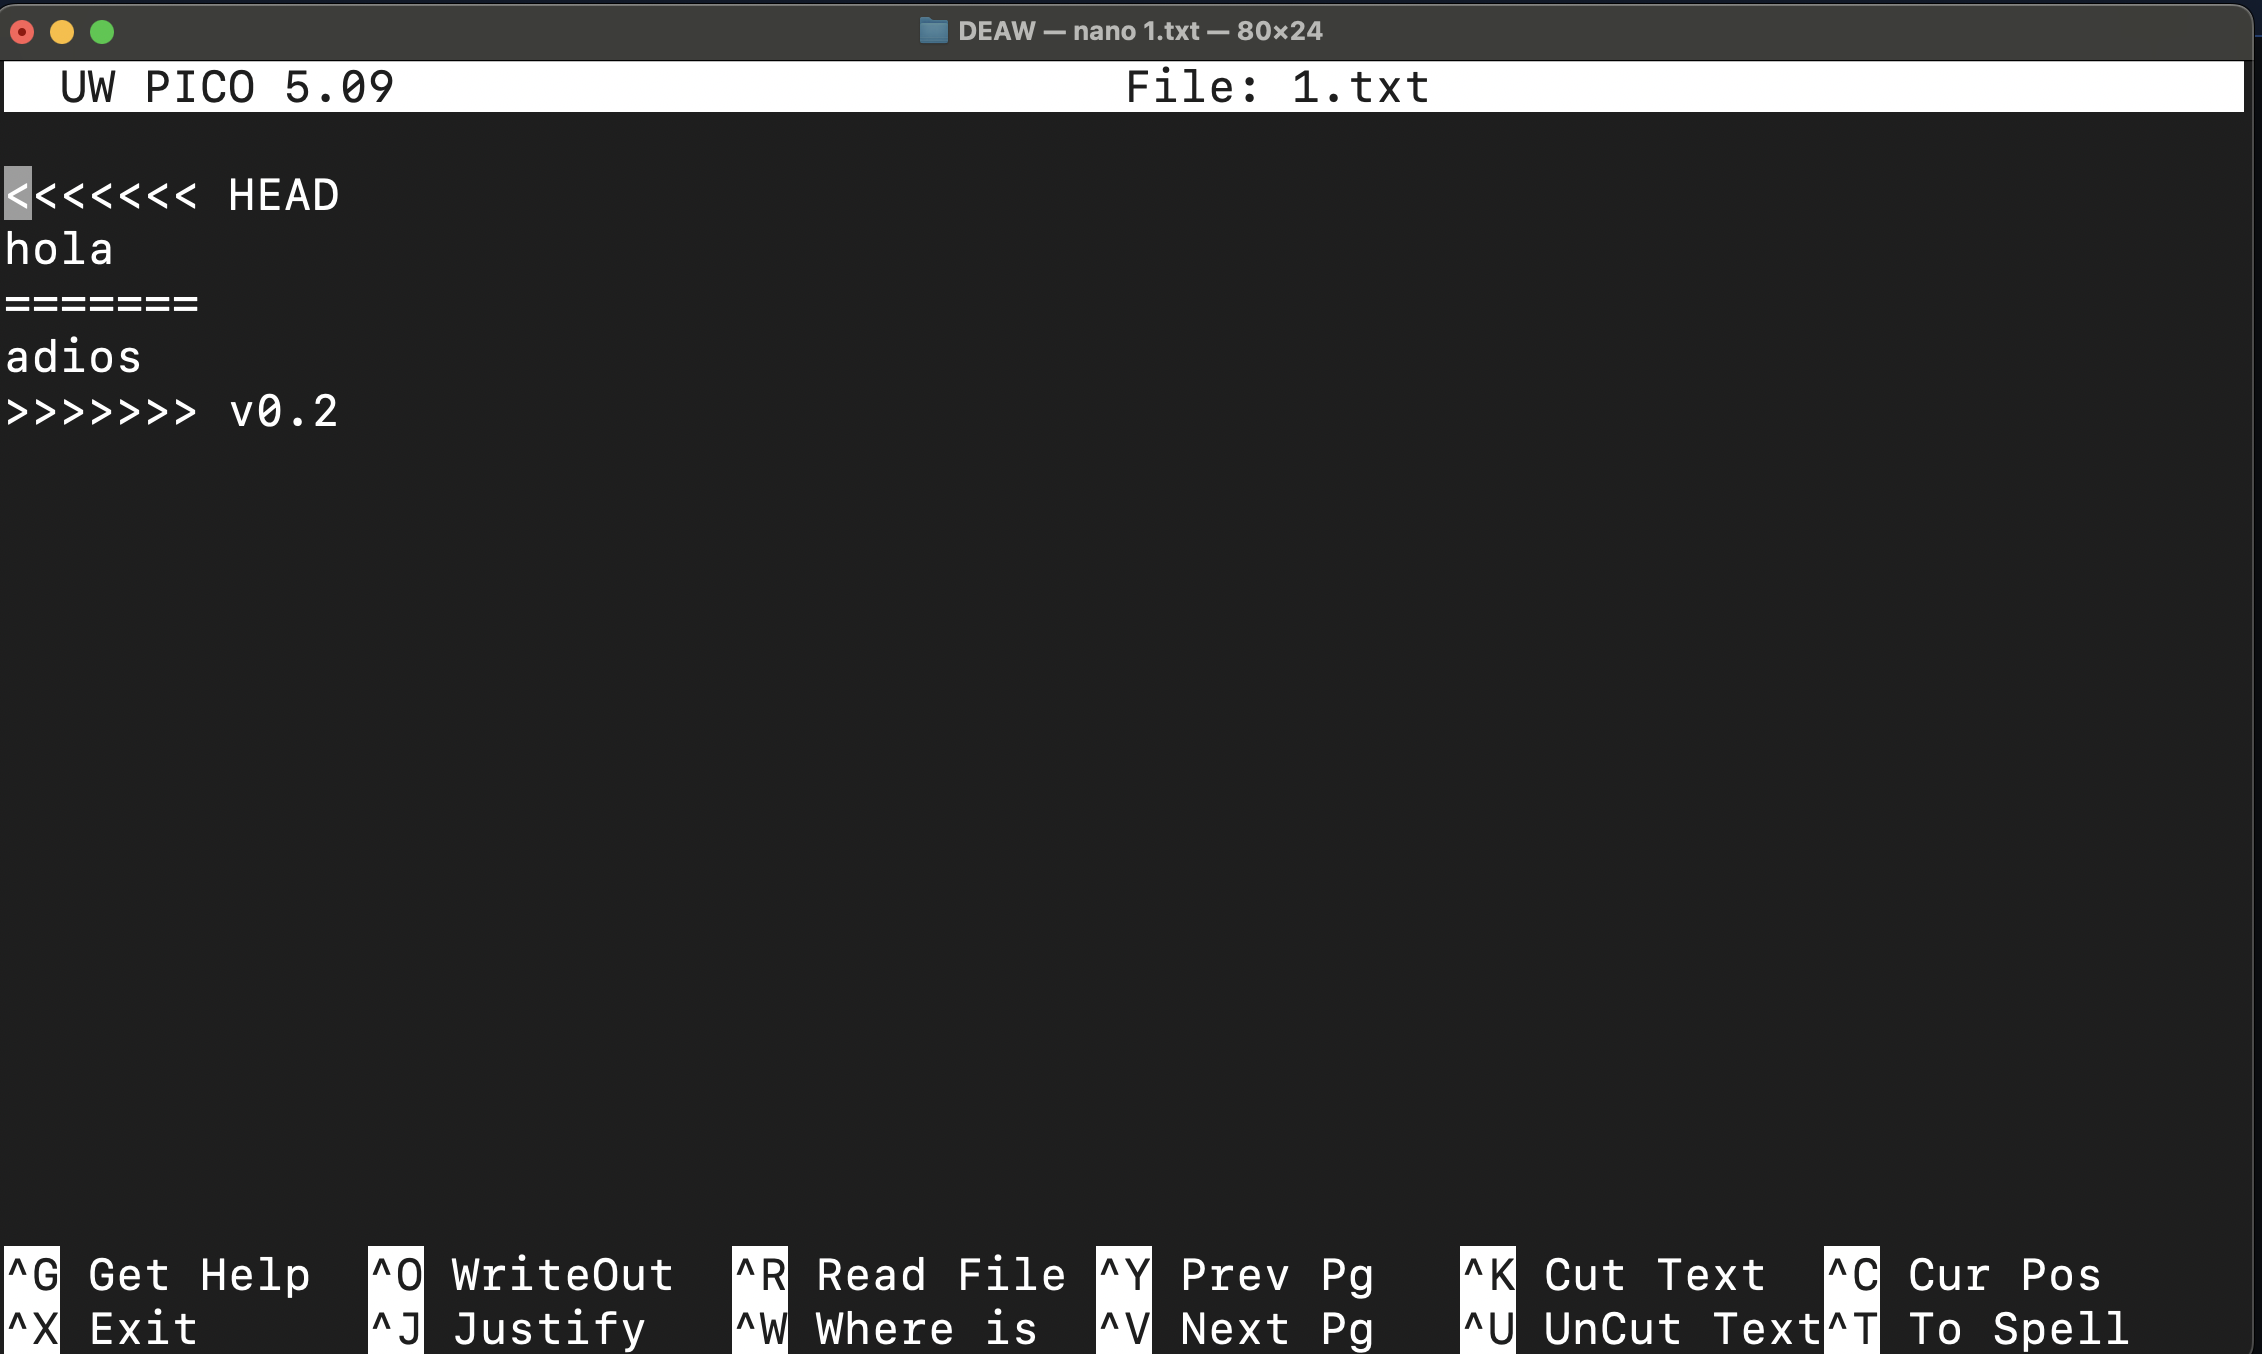 DEAW — nano 1.txt — 80×24
UW PICO 5.09 File: 1.txt
<<<<<<< HEAD
hola
=======
adios
>>>>>>> v0.2
^G Get Help ^O WriteOut ^R Read File ^Y Prev Pg ^K Cut Text ^C Cur Pos
^X Exit ^J Justify ^W Where is ^V Next Pg ^U UnCut Text ^T To Spell